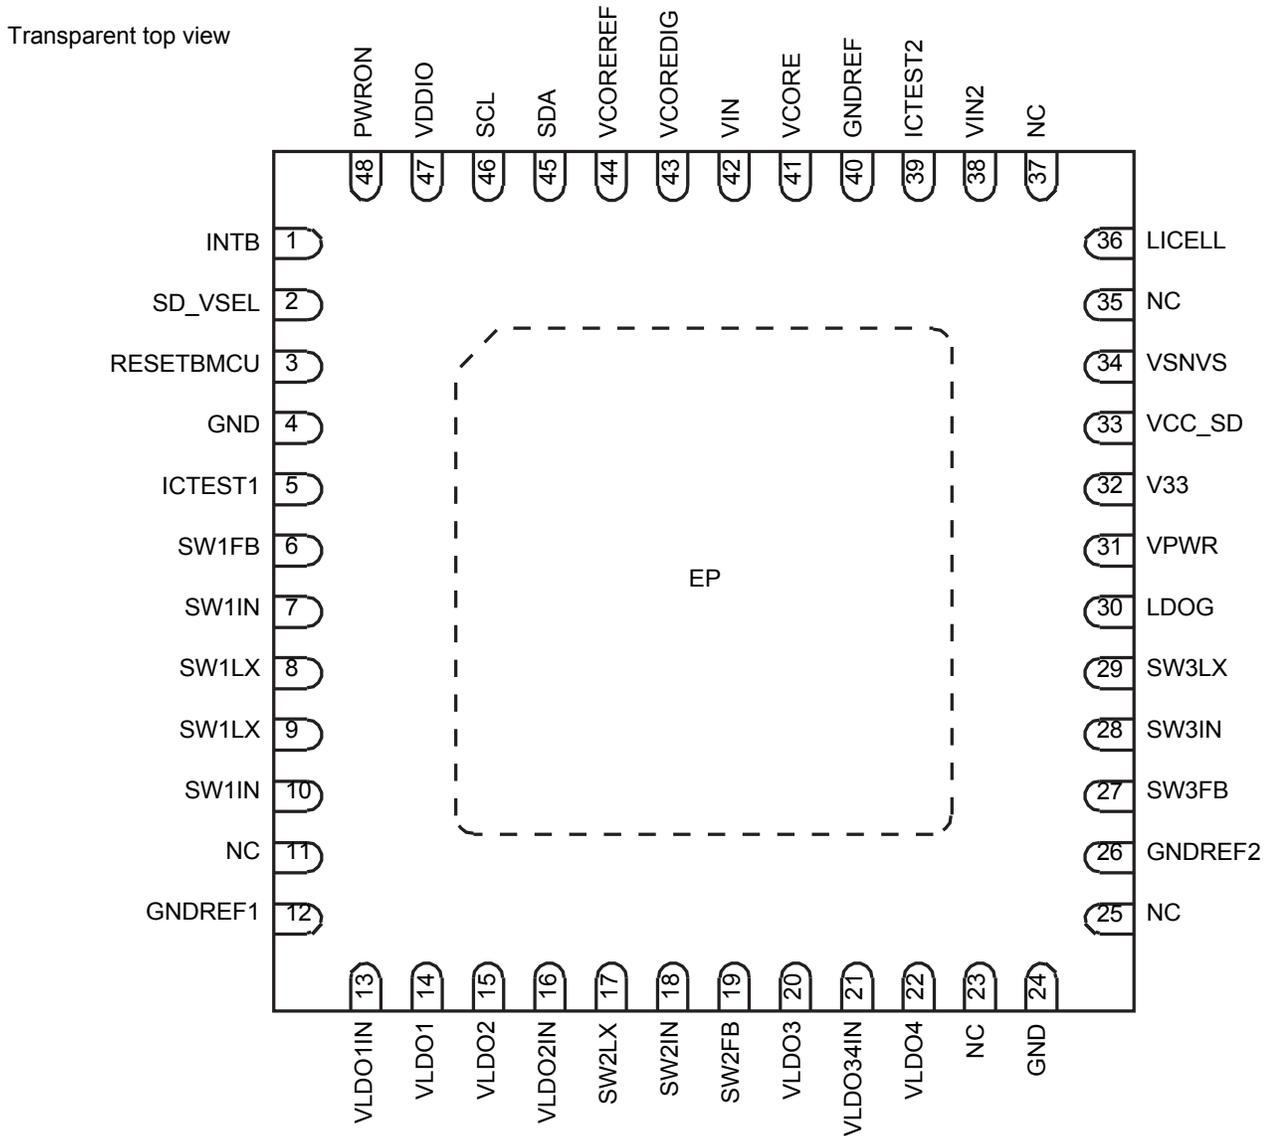 Transparent top view
PWRON
VDDIO
SCL
SDA
VCOREREF
VCOREDIG
VIN
VCORE
GNDREF
ICTEST2
VIN2
NC
48
47
46
45
44
43
42
41
40
39
38
37
INTB 1
SD_VSEL 2
RESETBMCU 3
GND 4
ICTEST1 5
SW1FB 6
SW1IN 7
SW1LX 8
SW1LX 9
SW1IN 10
NC 11
GNDREF1 12
EP
36 LICELL
35 NC
34 VSNVS
33 VCC_SD
32 V33
31 VPWR
30 LDOG
29 SW3LX
28 SW3IN
27 SW3FB
26 GNDREF2
25 NC
13
14
15
16
17
18
19
20
21
22
23
24
VLDO1IN
VLDO1
VLDO2
VLDO2IN
SW2LX
SW2IN
SW2FB
VLDO3
VLDO34IN
VLDO4
NC
GND